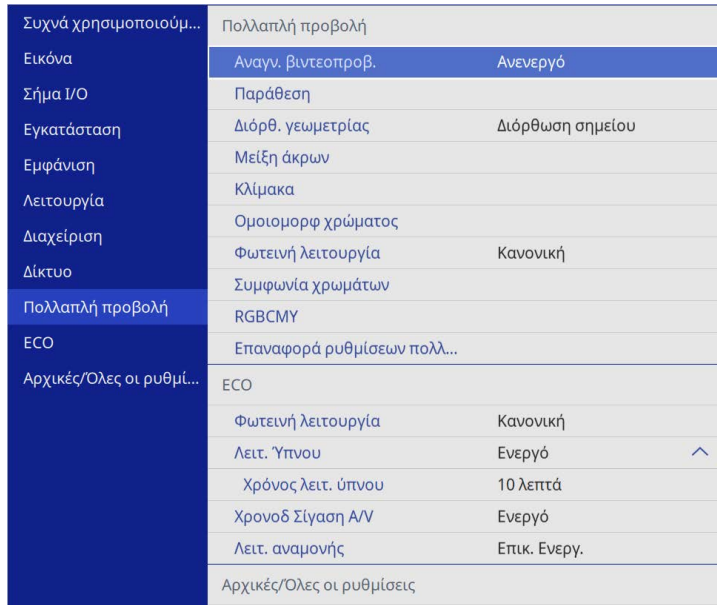 Συχνά χρησιμοποιούμ...
Εικόνα
Σήμα I/O
Εγκατάσταση
Εμφάνιση
Λειτουργία
Διαχείριση
Δίκτυο
Πολλαπλή προβολή
ECO
Αρχικές/Όλες οι ρυθμί...
Πολλαπλή προβολή
Αναγν. βιντεοπροβ. Ανενεργό
Παράθεση
Διόρθ. γεωμετρίας Διόρθωση σημείου
Μείξη άκρων
Κλίμακα
Ομοιομορφ χρώματος
Φωτεινή λειτουργία Κανονική
Συμφωνία χρωμάτων
RGBCMY
Επαναφορά ρυθμίσεων πολλ...
ECO
Φωτεινή λειτουργία Κανονική
Λειτ. Ύπνου Ενεργό
Χρόνος λειτ. ύπνου 10 λεπτά
Χρονοδ Σίγαση A/V Ενεργό
Λειτ. αναμονής Επικ. Ενεργ.
Αρχικές/Όλες οι ρυθμίσεις